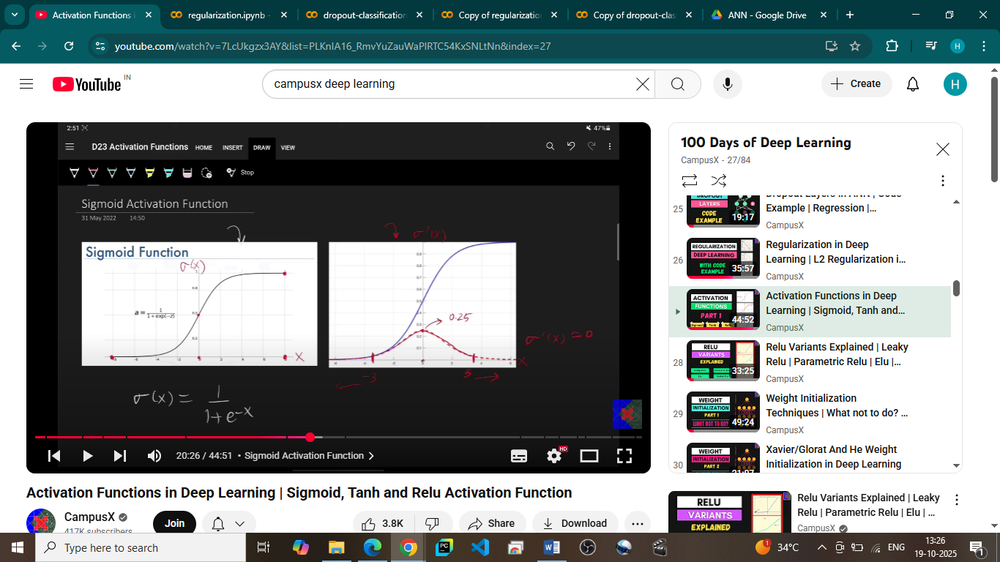 Activation Functions i
regularization.ipynb -
dropout-classification
Copy of regularization
Copy of dropout-clas
ANN - Google Drive
youtube.com/watch?v=7LcUkgzx3AY&list=PLKnIA16_RmvYuZauWaPlRTC54KxSNLtNn&index=27
H
YouTube IN
campusx deep learning
Create
H
2:51
47%
D23 Activation Functions HOME INSERT DRAW VIEW
Stop
Sigmoid Activation Function
31 May 2022 14:50
Sigmoid Function
σ(x)
a = 1/(1+exp(−z))
X
σ'(x)
0.25
σ'(x) = 0
X
-3
3
σ(x) = 1/(1+e^-x)
20:26 / 44:51 • Sigmoid Activation Function
HD
Activation Functions in Deep Learning | Sigmoid, Tanh and Relu Activation Function
CampusX
417K subscribers
Join
3.8K
Share
Download
100 Days of Deep Learning
CampusX - 27/84
25
DROPOUT
LAYERS
CODE
EXAMPLE
19:17
Dropout Layers in ANN | Code
Example | Regression |...
CampusX
26
REGULARIZATION
DEEP LEARNING
WITH CODE
EXAMPLE
35:57
Regularization in Deep
Learning | L2 Regularization i...
CampusX
ACTIVATION
FUNCTIONS
PART 1
44:52
Activation Functions in Deep
Learning | Sigmoid, Tanh and...
CampusX
28
RELU
VARIANTS
EXPLAINED
33:25
Relu Variants Explained | Leaky
Relu | Parametric Relu | Elu |...
CampusX
29
WEIGHT
INITIALIZATION
PART 1
WHAT NOT TO DO?
49:24
Weight Initialization
Techniques | What not to do? ...
CampusX
30
WEIGHT
INITIALIZATION
PART 2
Xavier/Glorat And He Weight
Initialization in Deep Learning
RELU
VARIANTS
EXPLAINED
Relu Variants Explained | Leaky
Relu | Parametric Relu | Elu | ...
CampusX
Type here to search
34°C
ENG
13:26
19-10-2025
1